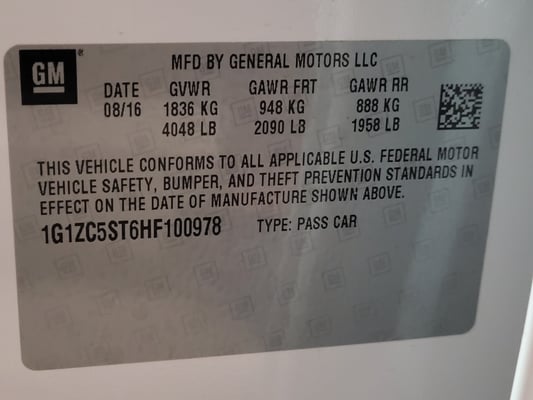 GM
MFD BY GENERAL MOTORS LLC
DATE GVWR GAWR FRT GAWR RR
08/16 1836 KG 948 KG 888 KG
4048 LB 2090 LB 1958 LB
THIS VEHICLE CONFORMS TO ALL APPLICABLE U.S. FEDERAL MOTOR
VEHICLE SAFETY, BUMPER, AND THEFT PREVENTION STANDARDS IN
EFFECT ON THE DATE OF MANUFACTURE SHOWN ABOVE.
1G1ZC5ST6HF100978 TYPE: PASS CAR